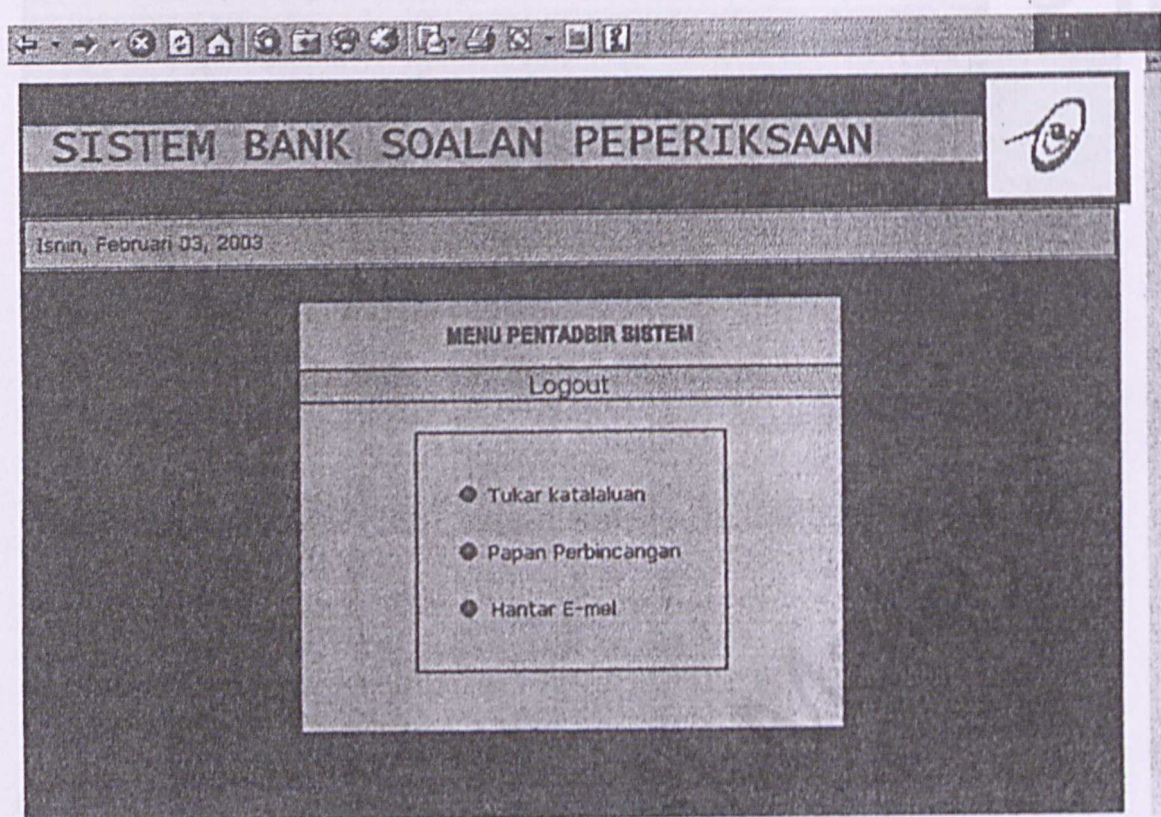 SISTEM BANK SOALAN PEPERIKSAAN
Isnin, Februari 03, 2003
MENU PENTADBIR SISTEM
Logout
Tukar katalaluan
Papan Perbincangan
Hantar E-mel